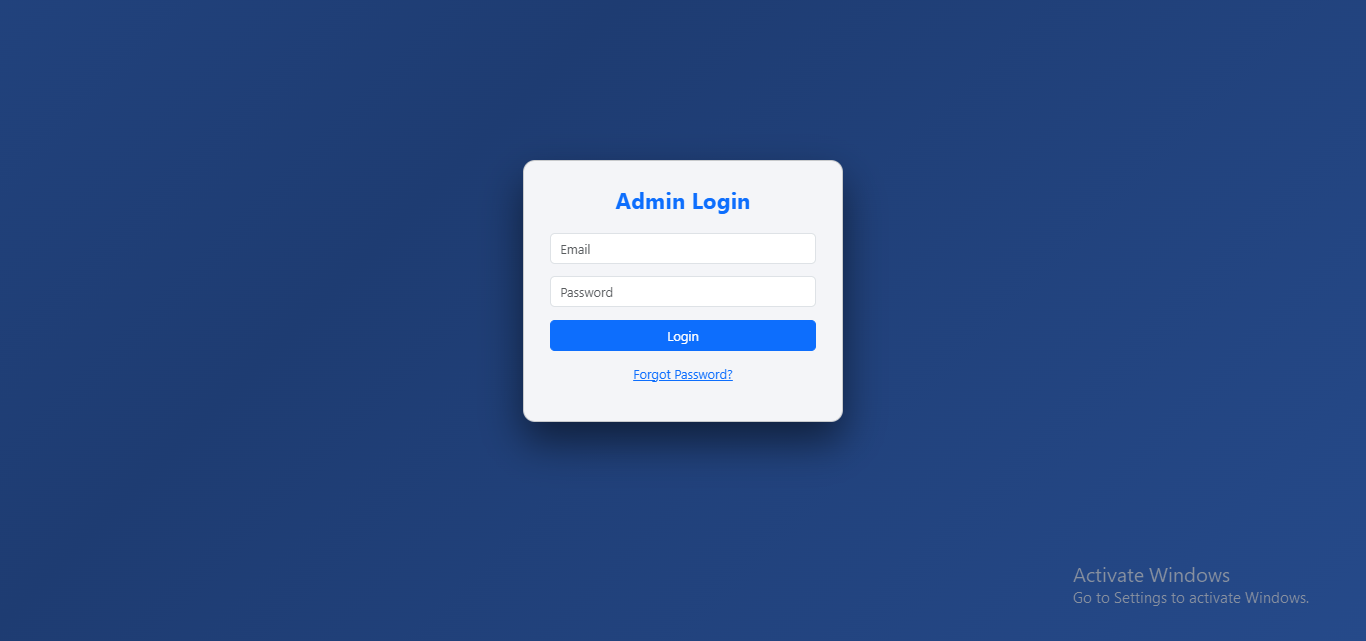 Admin Login
Email
Password
Login
Forgot Password?
Activate Windows
Go to Settings to activate Windows.